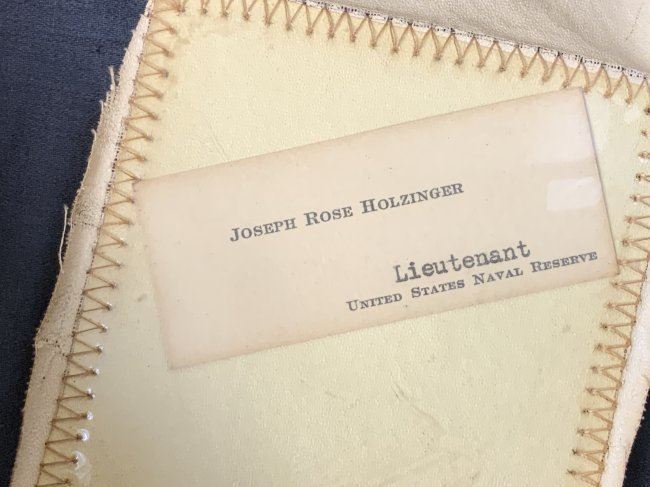 Joseph Rose Holzinger
Lieutenant
United States Naval Reserve